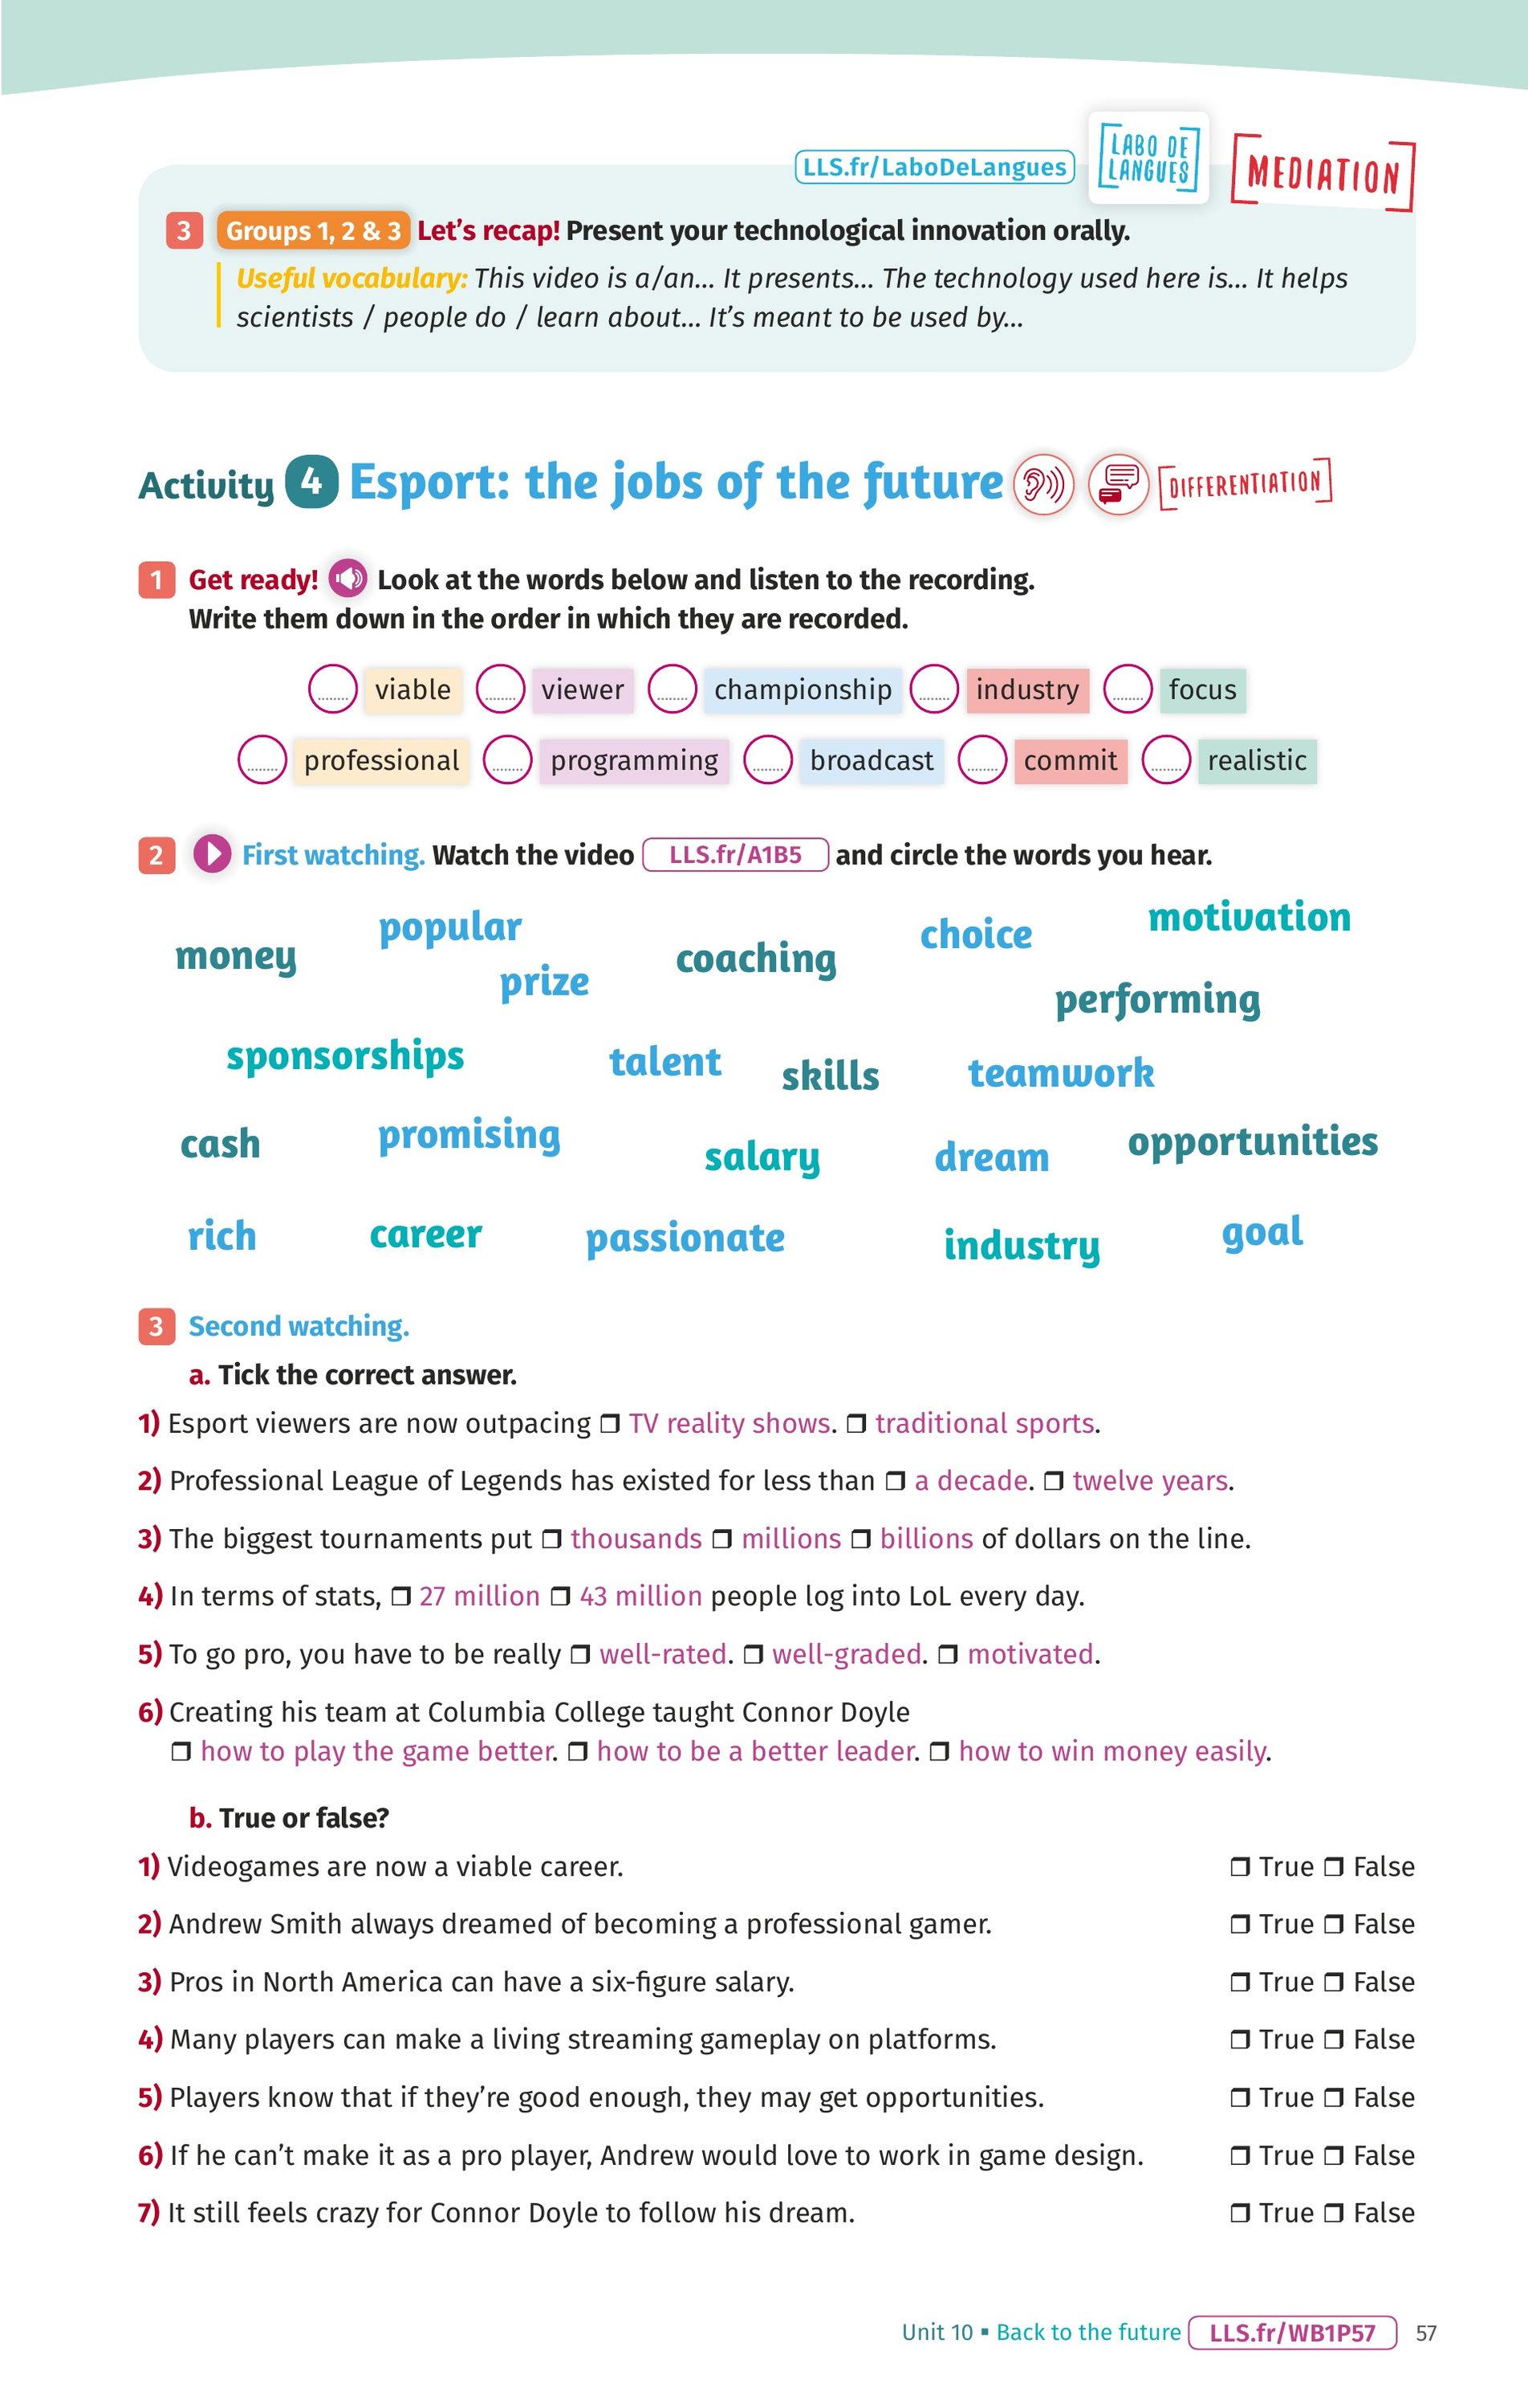 LLS.fr/LaboDeLangues
LABO DE
LANGUES
MEDIATION
3 Groups 1, 2 & 3 Let's recap! Present your technological innovation orally.
Useful vocabulary: This video is a/an... It presents... The technology used here is... It helps
scientists / people do / learn about... It's meant to be used by...
Activity 4 Esport: the jobs of the future
DIFFERENTIATION
1 Get ready! Look at the words below and listen to the recording.
Write them down in the order in which they are recorded.
........ viable ........ viewer ........ championship ........ industry ........ focus
........ professional ........ programming ........ broadcast ........ commit ........ realistic
2 First watching. Watch the video LLS.fr/A1B5 and circle the words you hear.
money popular prize coaching choice motivation
performing
sponsorships talent skills teamwork
cash promising salary dream opportunities
rich career passionate industry goal
3 Second watching.
a. Tick the correct answer.
1) Esport viewers are now outpacing ❒ TV reality shows. ❒ traditional sports.
2) Professional League of Legends has existed for less than ❒ a decade. ❒ twelve years.
3) The biggest tournaments put ❒ thousands ❒ millions ❒ billions of dollars on the line.
4) In terms of stats, ❒ 27 million ❒ 43 million people log into LoL every day.
5) To go pro, you have to be really ❒ well-rated. ❒ well-graded. ❒ motivated.
6) Creating his team at Columbia College taught Connor Doyle
❒ how to play the game better. ❒ how to be a better leader. ❒ how to win money easily.
b. True or false?
1) Videogames are now a viable career. ❒ True ❒ False
2) Andrew Smith always dreamed of becoming a professional gamer. ❒ True ❒ False
3) Pros in North America can have a six-figure salary. ❒ True ❒ False
4) Many players can make a living streaming gameplay on platforms. ❒ True ❒ False
5) Players know that if they're good enough, they may get opportunities. ❒ True ❒ False
6) If he can't make it as a pro player, Andrew would love to work in game design. ❒ True ❒ False
7) It still feels crazy for Connor Doyle to follow his dream. ❒ True ❒ False
Unit 10 ▪ Back to the future LLS.fr/WB1P57 57